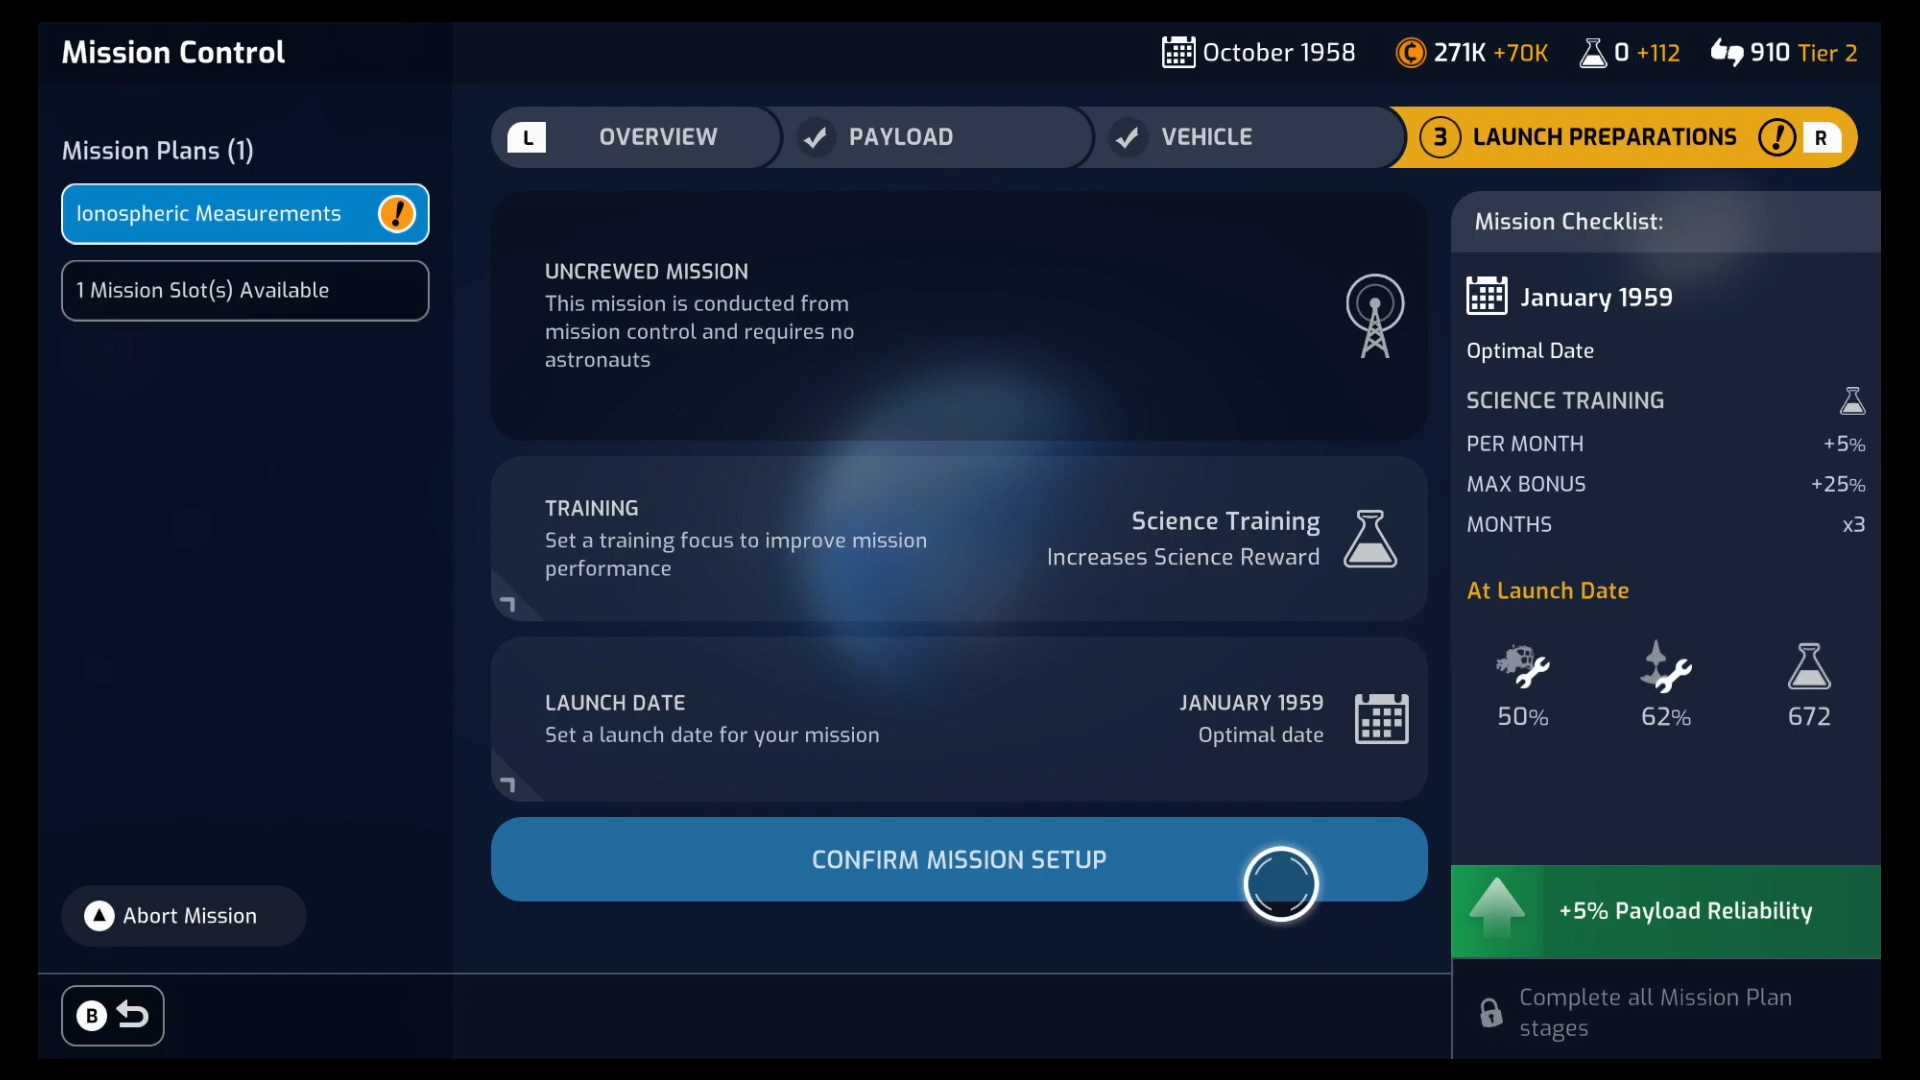 Mission Control
October 1958
271K +70K
0 +112
910 Tier 2
Mission Plans (1)
Ionospheric Measurements
!
1 Mission Slot(s) Available
L
OVERVIEW
PAYLOAD
VEHICLE
3
LAUNCH PREPARATIONS
!
R
UNCREWED MISSION
This mission is conducted from
mission control and requires no
astronauts
TRAINING
Set a training focus to improve mission
performance
Science Training
Increases Science Reward
LAUNCH DATE
Set a launch date for your mission
JANUARY 1959
Optimal date
CONFIRM MISSION SETUP
Mission Checklist:
January 1959
Optimal Date
SCIENCE TRAINING
PER MONTH +5%
MAX BONUS +25%
MONTHS x3
At Launch Date
50% 62% 672
+5% Payload Reliability
Complete all Mission Plan
stages
Abort Mission
B